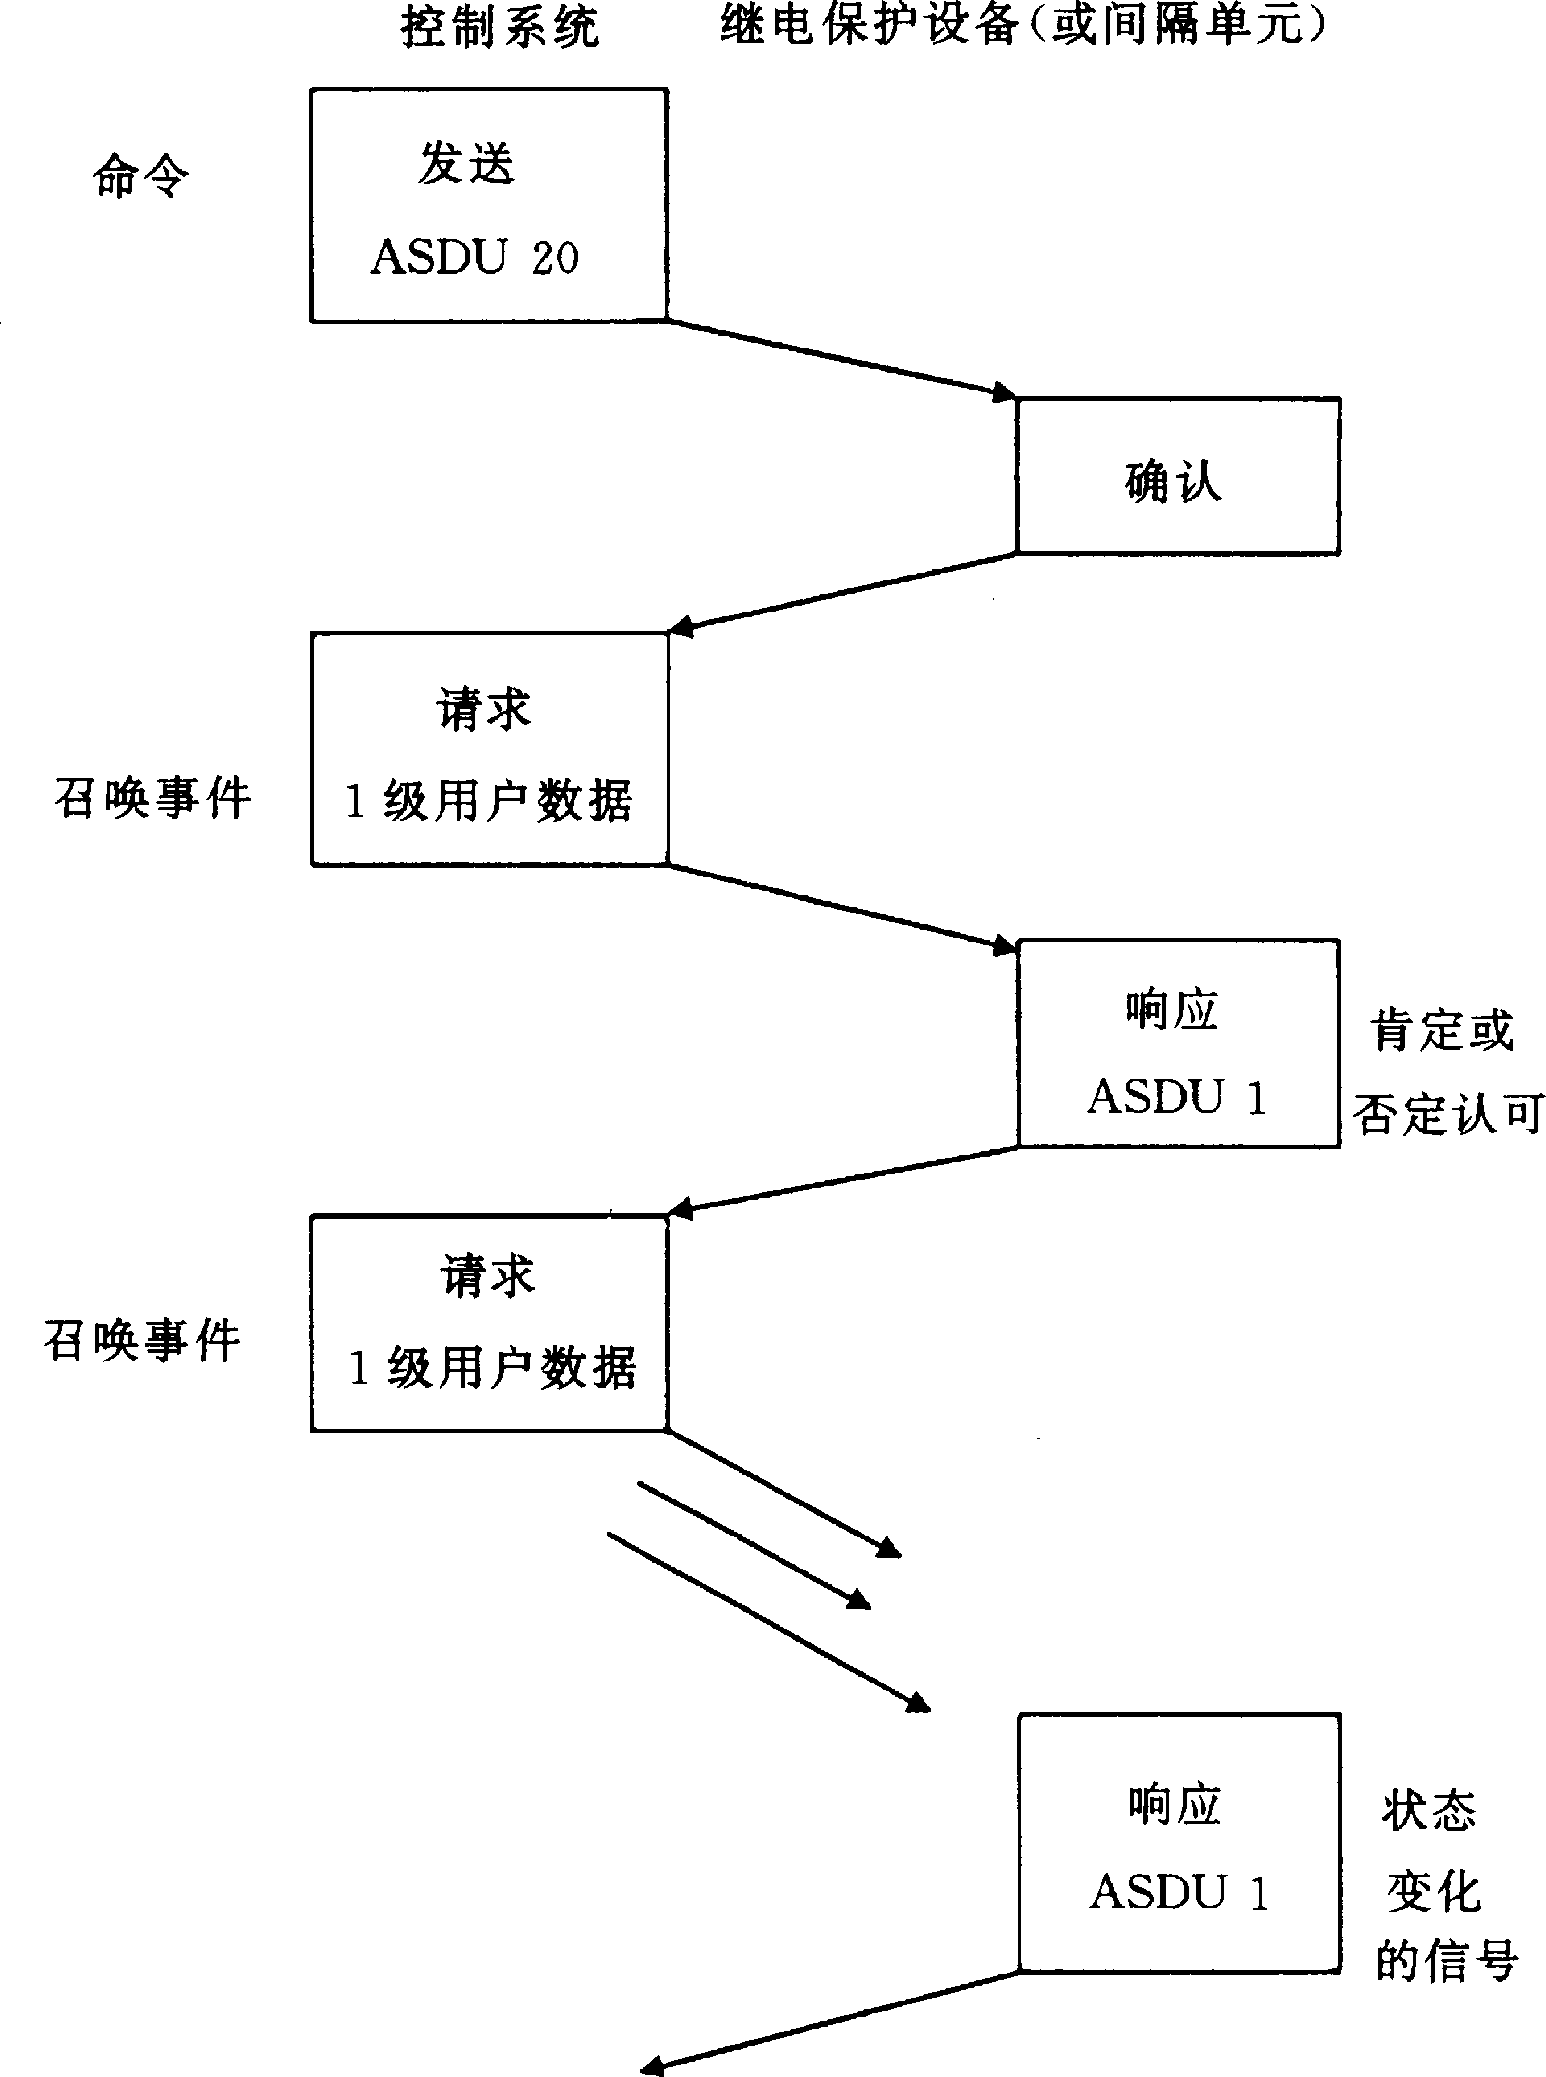 控制系统 继电保护设备(或间隔单元)
命令
发送
ASDU 20
确认
召唤事件
请求
1级用户数据
响应
ASDU 1
肯定或
否定认可
召唤事件
请求
1级用户数据
响应
ASDU 1
状态
变化
的信号